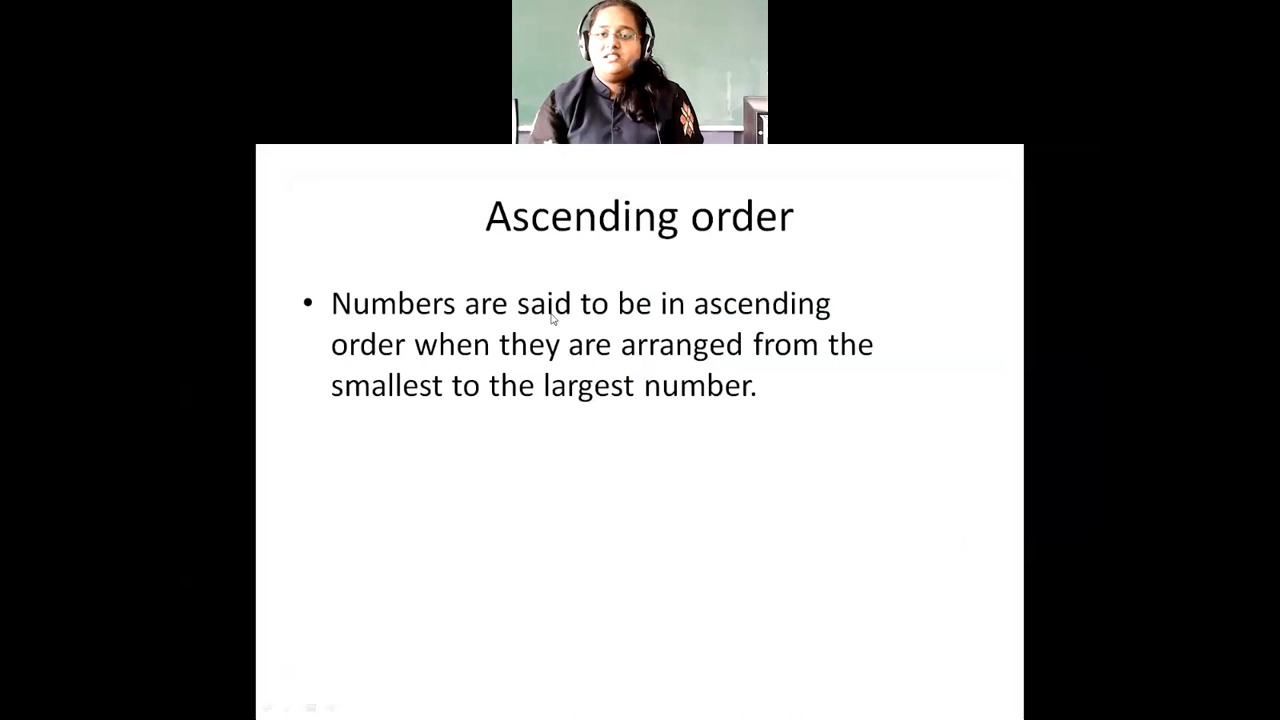 Ascending order
• Numbers are said to be in ascending
order when they are arranged from the
smallest to the largest number.